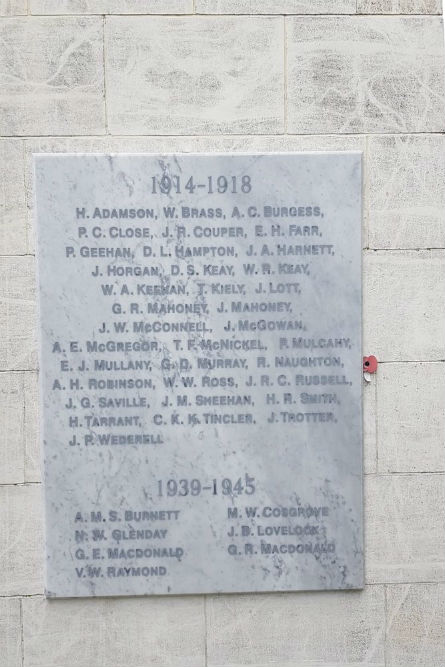 1914-1918
H. ADAMSON, W. BRASS, A. C. BURGESS,
P. C. CLOSE, J. R. COUPER, E. H. FARR,
P. GEEHAN, D. L. HAMPTON, J. A. HARNETT,
J. HORGAN, D. S. KEAY, W. R. KEAY,
W. A. KEENAN, T. KIELY, J. LOTT,
G. R. MAHONEY, J. MAHONEY,
J. W. MCCONNELL, J. MCGOWAN,
A. E. MCGREGOR, T. F. MCNICKEL, P. MULCAHY,
E. J. MULLANY, G. D. MURRAY, R. NAUGHTON,
A. H. ROBINSON, W. W. ROSS, J. R. C. RUSSELL,
J. G. SAVILLE, J. M. SHEEHAN, H. R. SMITH,
H. TARRANT, C. K. K. TINCLER, J. TROTTER,
J. P. WEDERELL
1939-1945
A. M. S. BURNETT M. W. COSGROVE
N. W. GLENDAY J. B. LOVELOCK
G. E. MACDONALD G. R. MACDONALD
V. W. RAYMOND